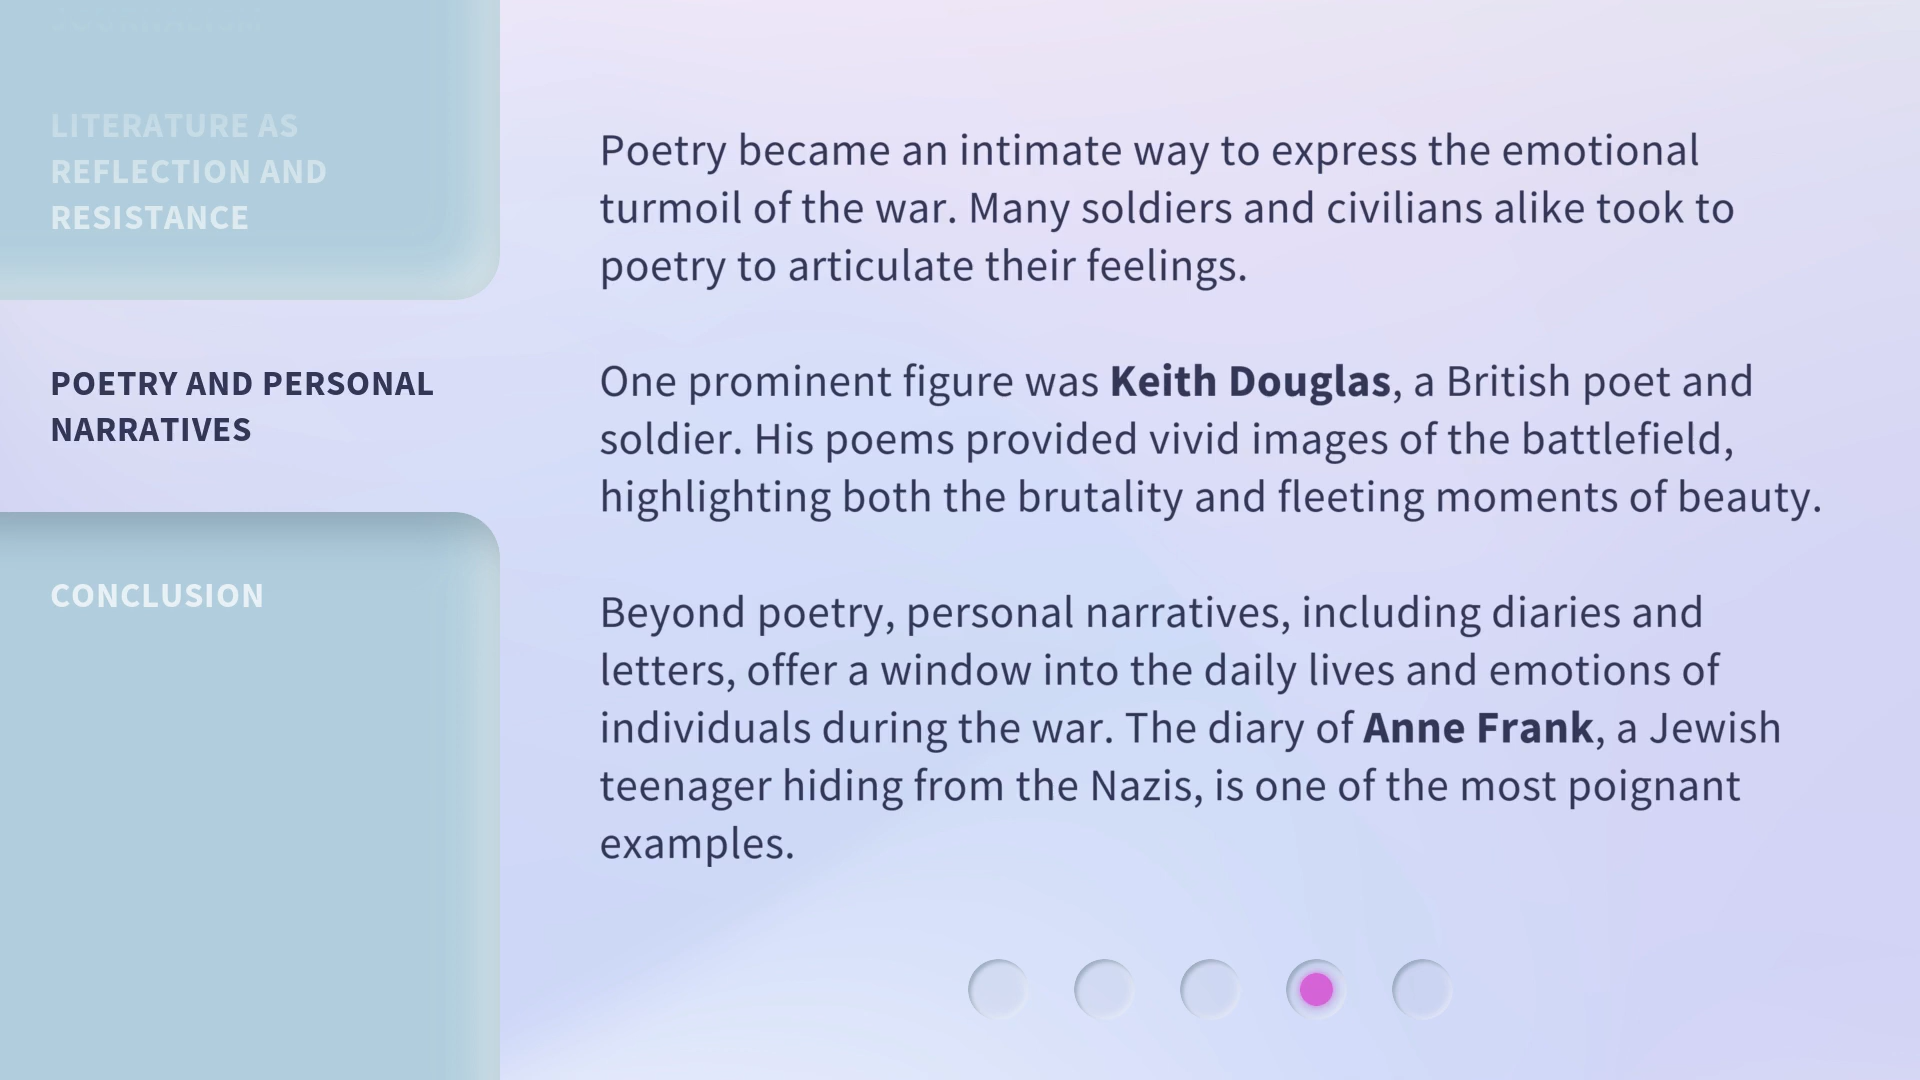 LITERATURE AS
REFLECTION AND
RESISTANCE
POETRY AND PERSONAL
NARRATIVES
CONCLUSION
Poetry became an intimate way to express the emotional
turmoil of the war. Many soldiers and civilians alike took to
poetry to articulate their feelings.
One prominent figure was Keith Douglas, a British poet and
soldier. His poems provided vivid images of the battlefield,
highlighting both the brutality and fleeting moments of beauty.
Beyond poetry, personal narratives, including diaries and
letters, offer a window into the daily lives and emotions of
individuals during the war. The diary of Anne Frank, a Jewish
teenager hiding from the Nazis, is one of the most poignant
examples.